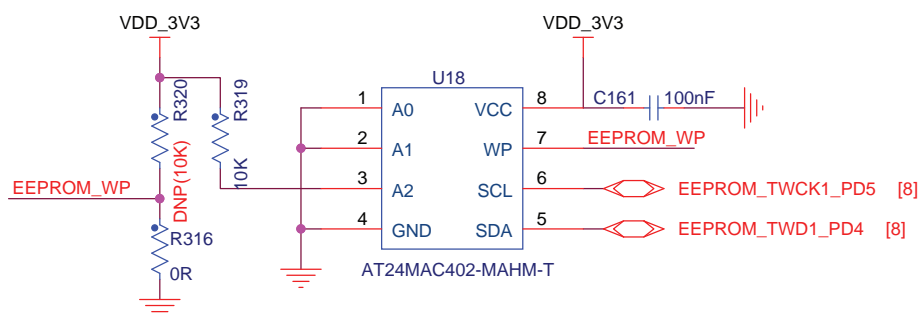 VDD_3V3
VDD_3V3
R320
DNP(10K)
R319
10K
U18
1 A0
2 A1
3 A2
4 GND
VCC 8
WP 7
SCL 6
SDA 5
C161 100nF
EEPROM_WP
EEPROM_WP
EEPROM_TWCK1_PD5 [8]
EEPROM_TWD1_PD4 [8]
R316
0R
AT24MAC402-MAHM-T